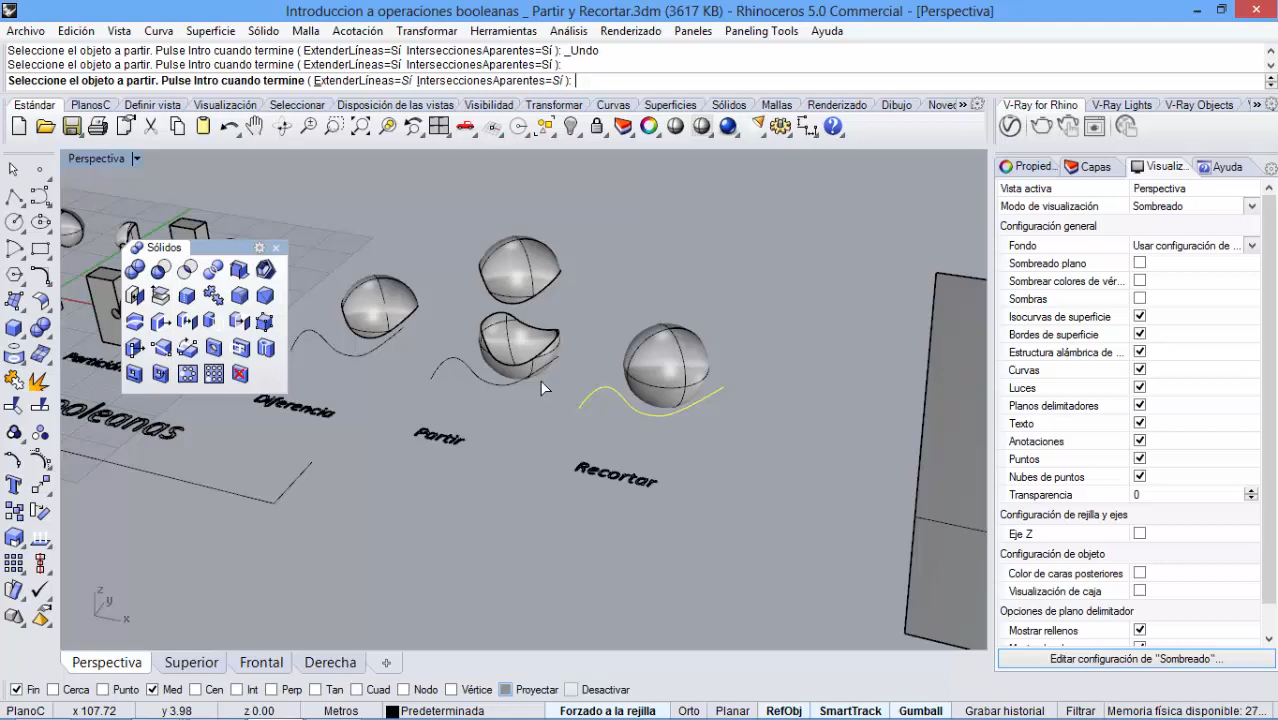 Introduccion a operaciones booleanas _ Partir y Recortar.3dm (3617 KB) - Rhinoceros 5.0 Commercial - [Perspectiva]
Archivo Edición Vista Curva Superficie Sólido Malla Acotación Transformar Herramientas Análisis Renderizado Paneles Paneling Tools Ayuda
Seleccione el objeto a partir. Pulse Intro cuando termine ( ExtenderLíneas=Sí IntersеccionesAparentes=Sí ): _Undo
Seleccione el objeto a partir. Pulse Intro cuando termine ( ExtenderLíneas=Sí InterseccionesAparentes=Sí ):
Seleccione el objeto a partir. Pulse Intro cuando termine ( ExtenderLíneas=Sí InterseccionesAparentes=Sí ):
Estándar PlanosC Definir vista Visualización Seleccionar Disposición de las vistas Visibilidad Transformar Curvas Superficies Sólidos Mallas Renderizado Dibujo Noved »
V-Ray for Rhino V-Ray Lights V-Ray Objects »
Perspectiva
Sólidos
Partición
Booleanas
Diferencia
Partir
Recortar
z
y
x
Propied... Capas Visualiz... Ayuda
Vista activa Perspectiva
Modo de visualización Sombreado
Configuración general
Fondo Usar configuración de ...
Sombreado plano
Sombrear colores de vér...
Sombras
Isocurvas de superficie
Bordes de superficie
Estructura alámbrica de ...
Curvas
Luces
Planos delimitadores
Texto
Anotaciones
Puntos
Nubes de puntos
Transparencia 0
Configuración de rejilla y ejes
Eje Z
Configuración de objeto
Color de caras posteriores
Visualización de caja
Opciones de plano delimitador
Mostrar rellenos
Editar configuración de "Sombreado"...
Perspectiva Superior Frontal Derecha
Fin Cerca Punto Med Cen Int Perp Tan Cuad Nodo Vértice Proyectar Desactivar
PlanoC x 107.72 y 3.98 z 0.00 Metros Predeterminada Forzado a la rejilla Orto Planar RefObj SmartTrack Gumball Grabar historial Filtrar Memoria física disponible: 27...